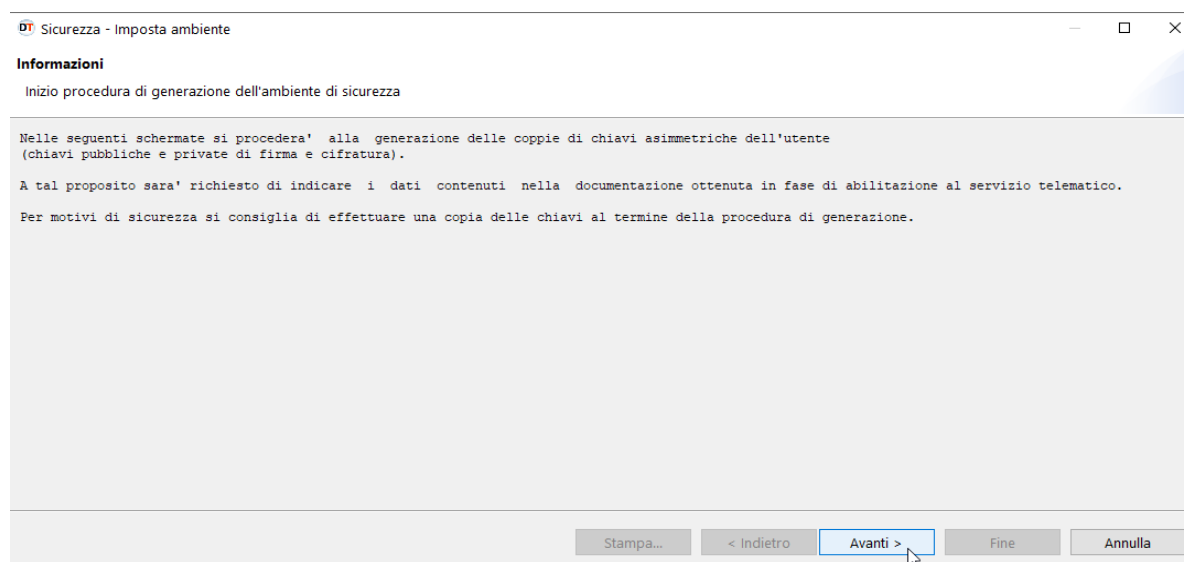 DT Sicurezza - Imposta ambiente
Informazioni
Inizio procedura di generazione dell'ambiente di sicurezza
Nelle seguenti schermate si procedera' alla generazione delle coppie di chiavi asimmetriche dell'utente
(chiavi pubbliche e private di firma e cifratura).
A tal proposito sara' richiesto di indicare i dati contenuti nella documentazione ottenuta in fase di abilitazione al servizio telematico.
Per motivi di sicurezza si consiglia di effettuare una copia delle chiavi al termine della procedura di generazione.
Stampa... < Indietro Avanti > Fine Annulla